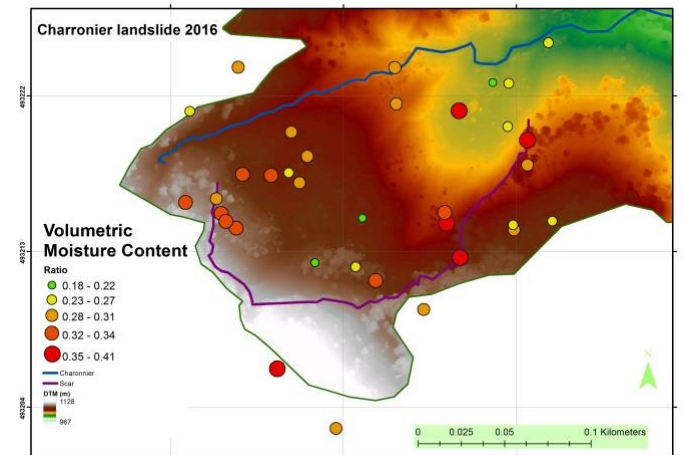 Charronier landslide 2016
493222
493213
493204
Volumetric
Moisture Content
Ratio
0.18 - 0.22
0.23 - 0.27
0.28 - 0.31
0.32 - 0.34
0.35 - 0.41
Charronier
Scar
DTM (m)
1128
967
N
0 0.025 0.05 0.1 Kilometers